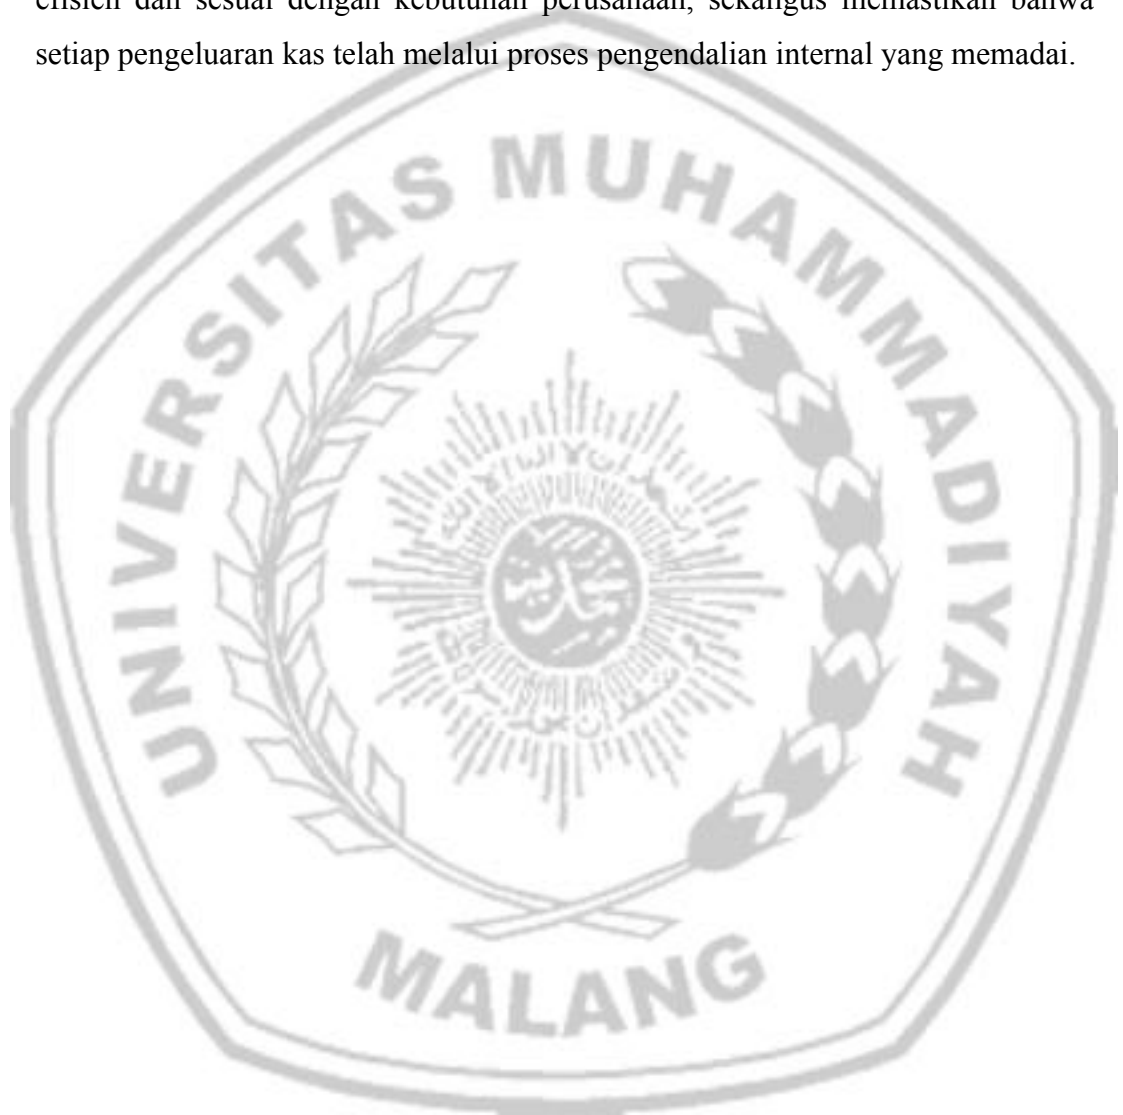 efisien dan sesuai dengan kebutuhan perusahaan, sekaligus memastikan bahwa
setiap pengeluaran kas telah melalui proses pengendalian internal yang memadai.
UNIVERSITAS MUHAMMADIYAH
MALANG